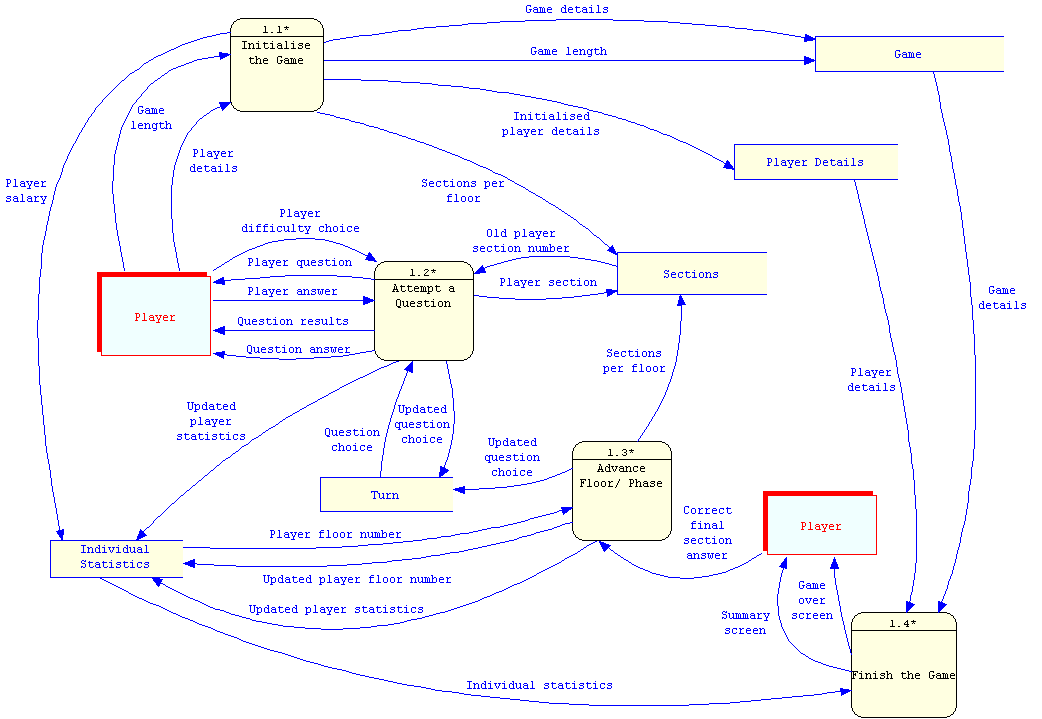 Game details
1.1*
Initialise
the Game
Game length
Game
Game
length
Initialised
player details
Player
details
Player Details
Player
salary
Sections per
floor
Player
difficulty choice
Old player
section number
Player question
1.2*
Attempt a
Question
Player section
Sections
Player answer
Game
details
Player
Question results
Question answer
Sections
per floor
Player
details
Updated
player
statistics
Updated
question
choice
Question
choice
Updated
question
choice
1.3*
Advance
Floor/ Phase
Turn
Correct
final
section
answer
Player
Player floor number
Individual
Statistics
Updated player floor number
Game
over
screen
Updated player statistics
Summary
screen
1.4*
Finish the Game
Individual statistics